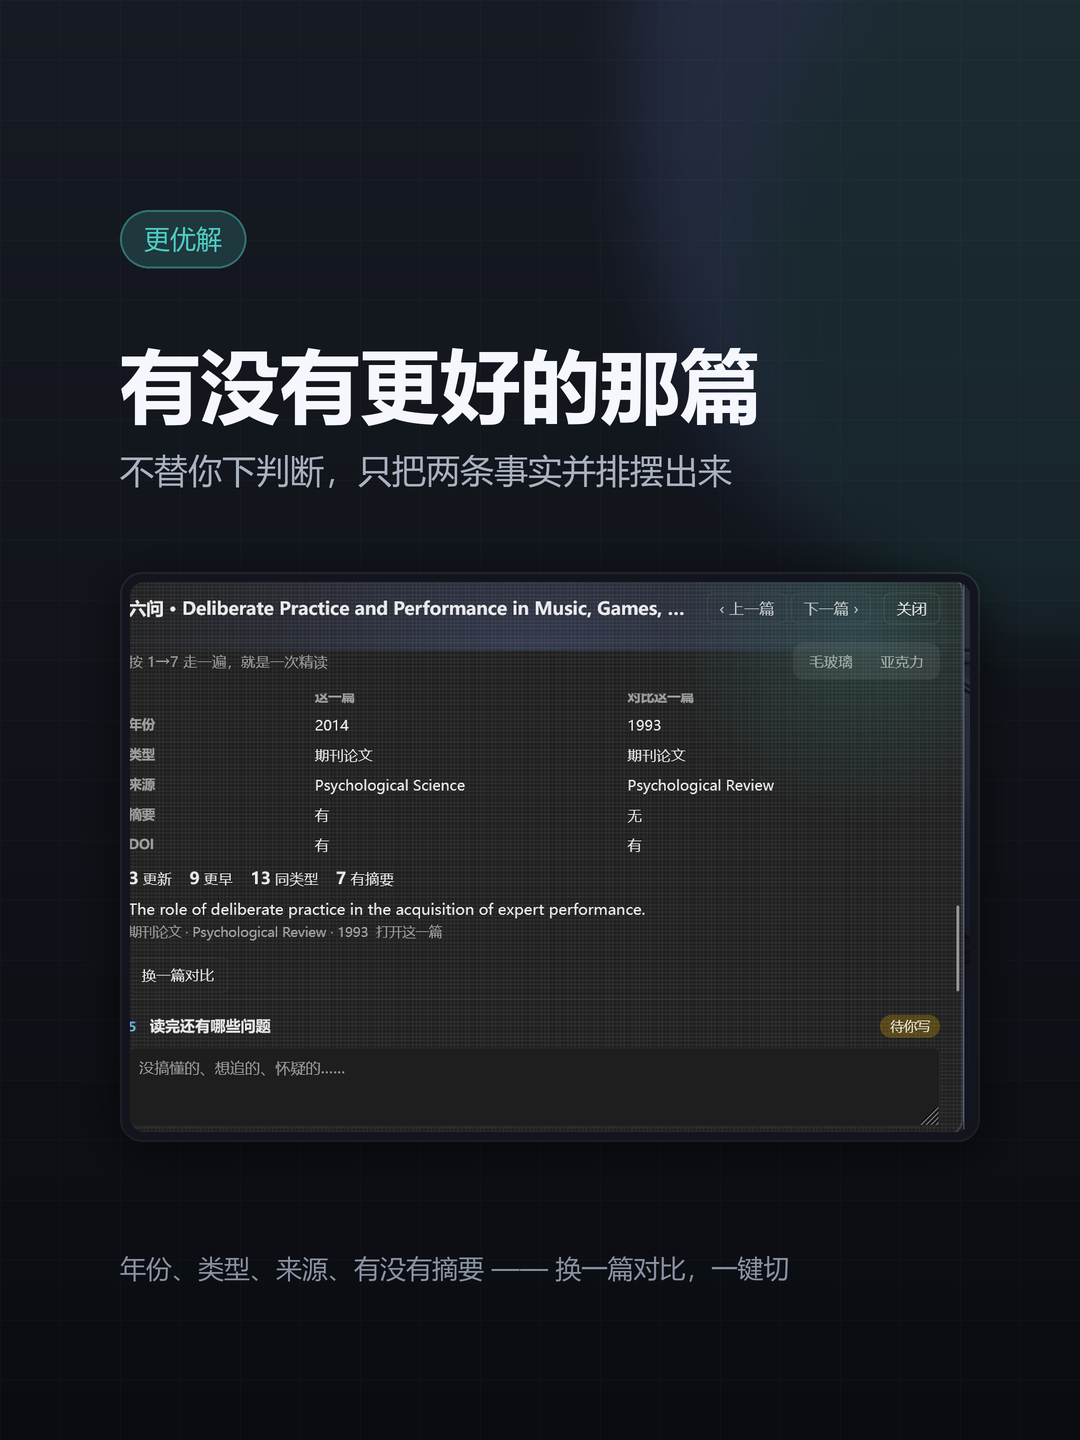 更优解
有没有更好的那篇
不替你下判断，只把两条事实并排摆出来
六问 • Deliberate Practice and Performance in Music, Games, ... ‹ 上一篇 下一篇 › 关闭
按 1→7 走一遍，就是一次精读 毛玻璃 亚克力
这一篇 对比这一篇
年份 2014 1993
类型 期刊论文 期刊论文
来源 Psychological Science Psychological Review
摘要 有 无
DOI 有 有
3 更新 9 更早 13 同类型 7 有摘要
The role of deliberate practice in the acquisition of expert performance.
期刊论文 · Psychological Review · 1993 打开这一篇
换一篇对比
5 读完还有哪些问题 待你写
没搞懂的、想追的、怀疑的……
年份、类型、来源、有没有摘要 —— 换一篇对比，一键切